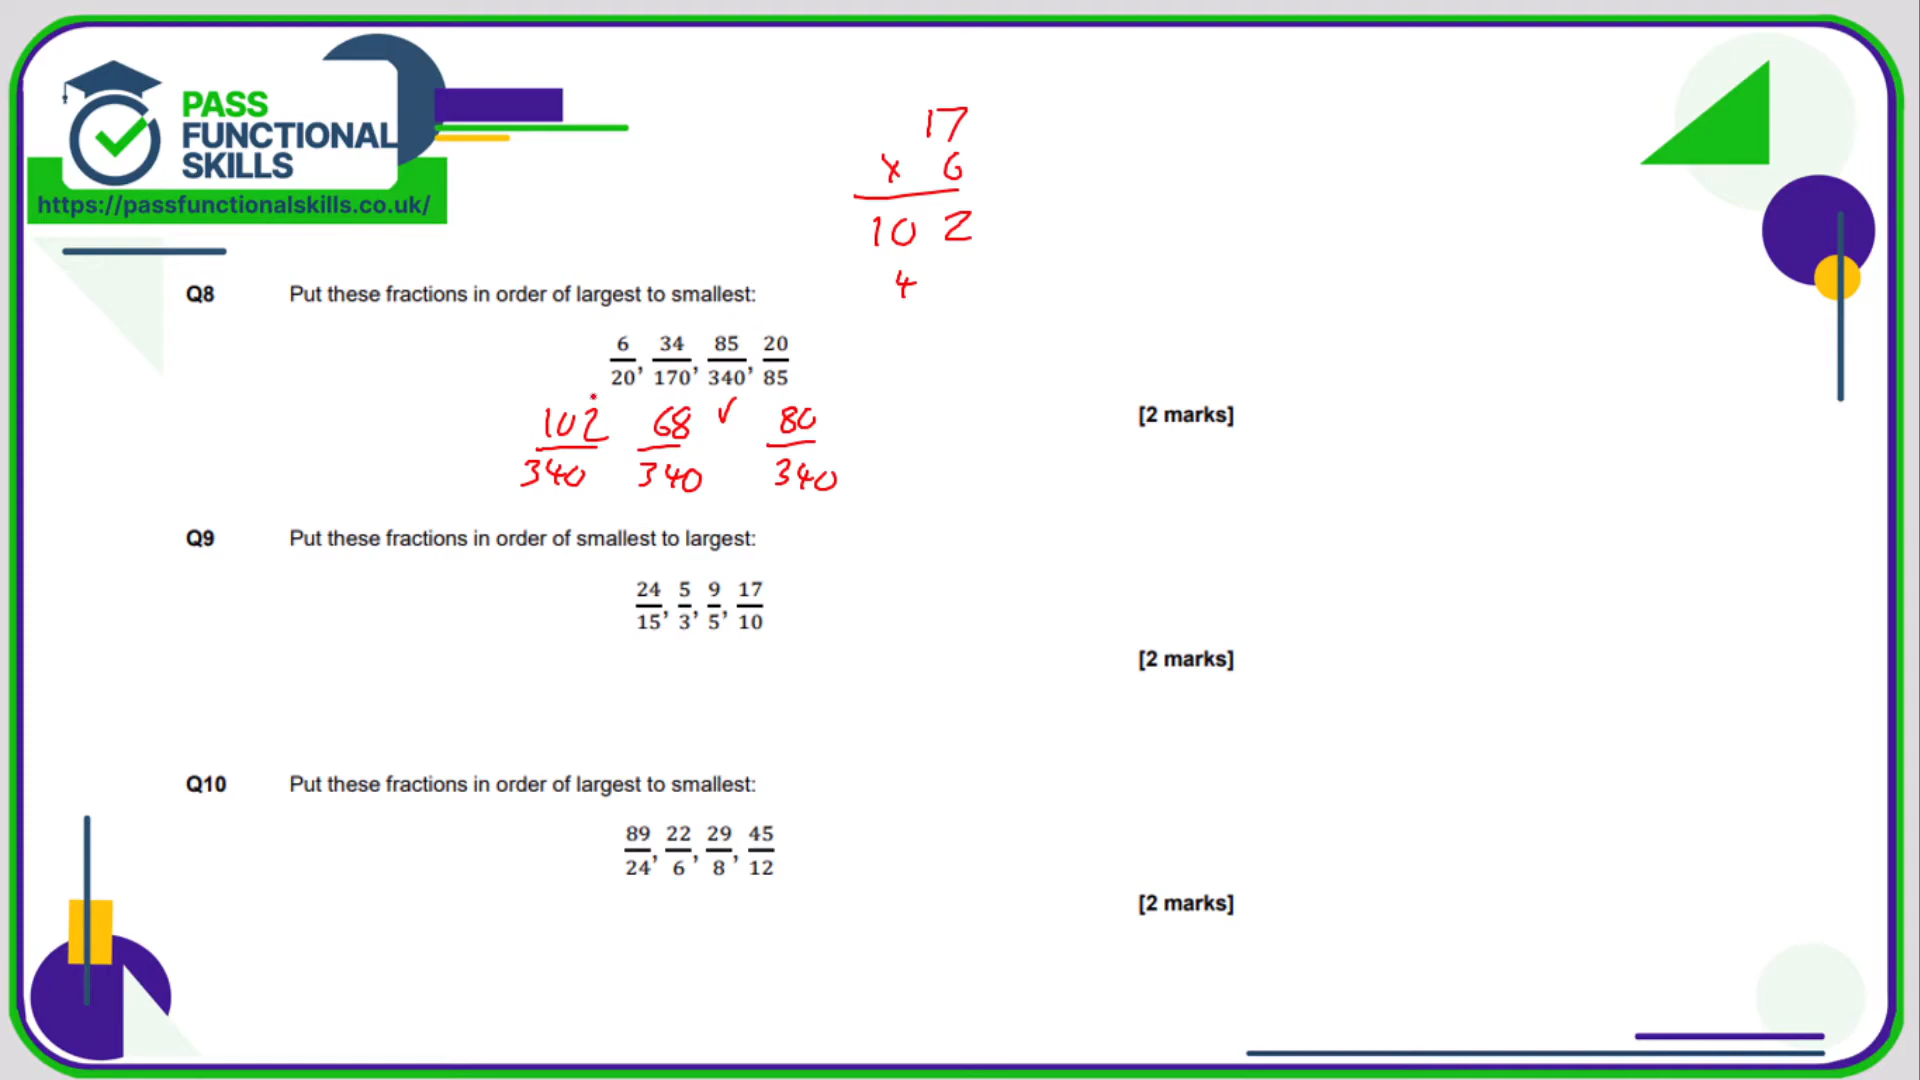 PASS
FUNCTIONAL
SKILLS
https://passfunctionalskills.co.uk/
17
x 6
10 2
4
Q8 Put these fractions in order of largest to smallest:
6/20, 34/170, 85/340, 20/85
102/340 68/340 ✓ 80/340
[2 marks]
Q9 Put these fractions in order of smallest to largest:
24/15, 5/3, 9/5, 17/10
[2 marks]
Q10 Put these fractions in order of largest to smallest:
89/24, 22/6, 29/8, 45/12
[2 marks]